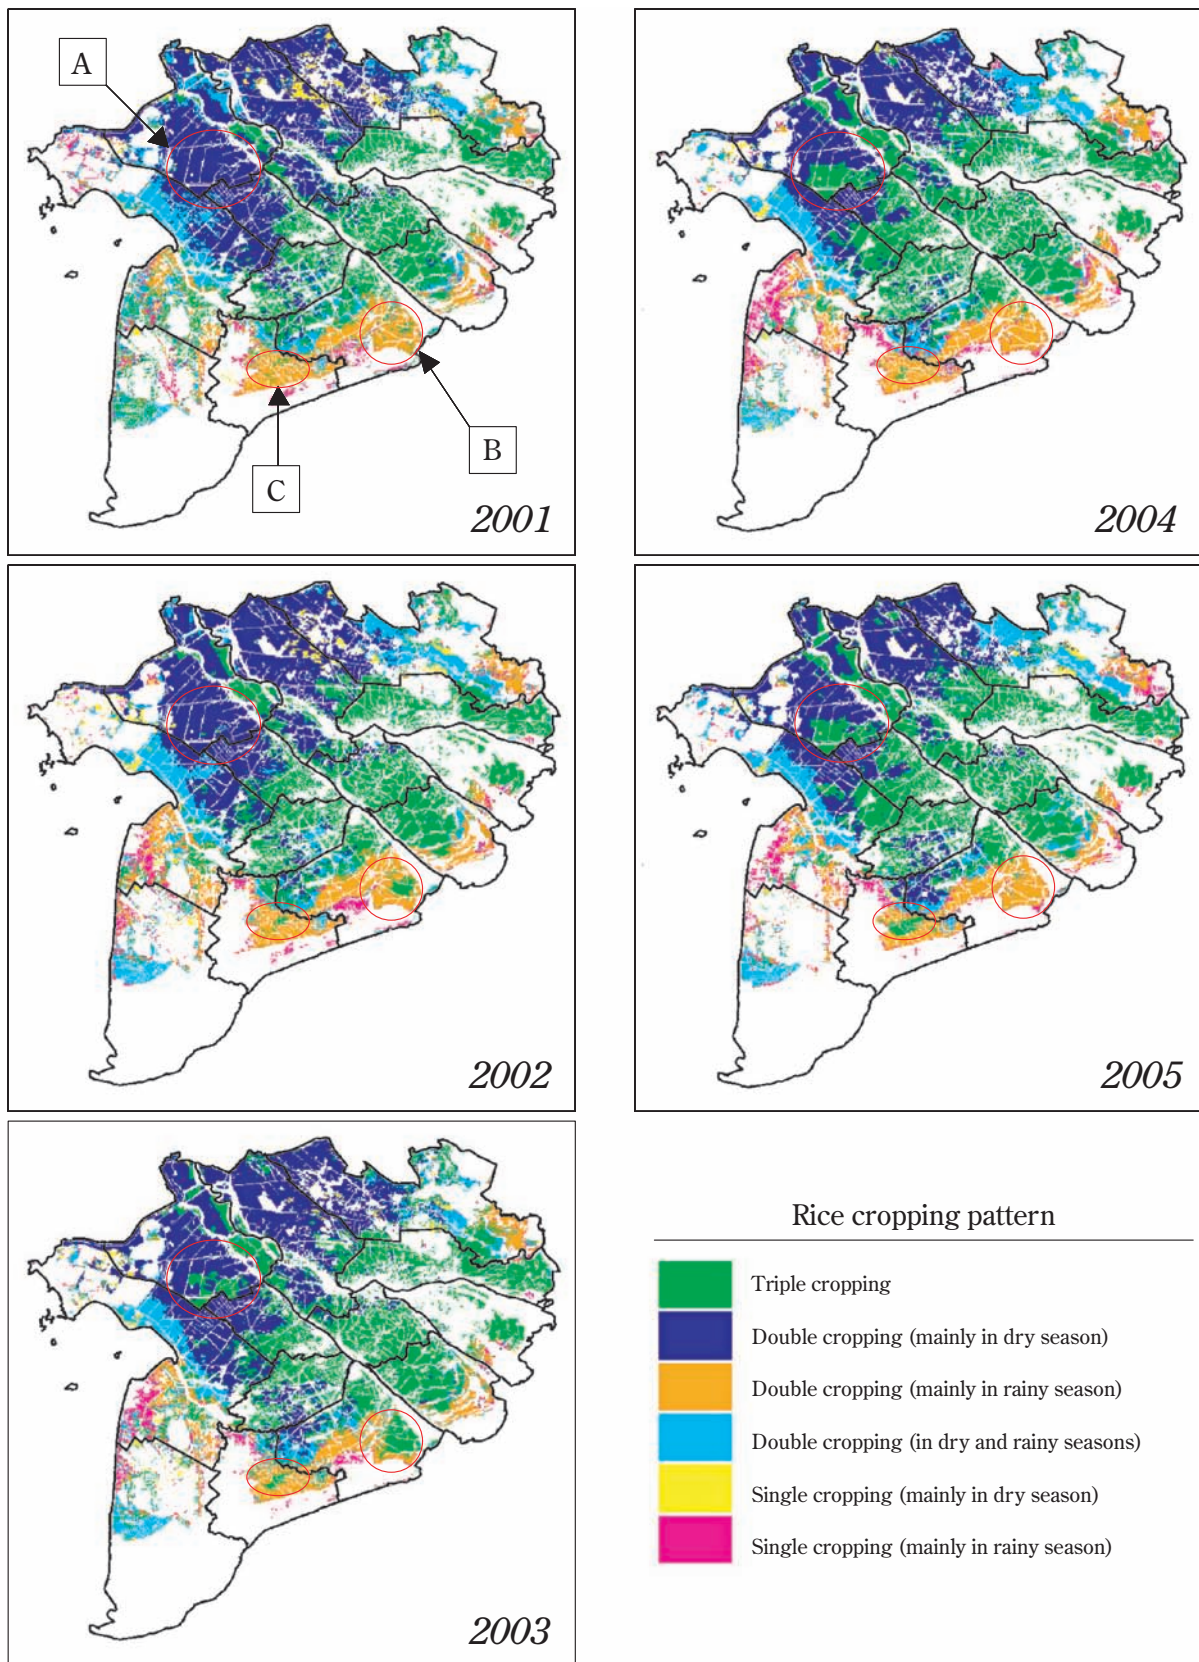 A
B
C
2001
2004
2002
2005
2003
Rice cropping pattern
Triple cropping
Double cropping (mainly in dry season)
Double cropping (mainly in rainy season)
Double cropping (in dry and rainy seasons)
Single cropping (mainly in dry season)
Single cropping (mainly in rainy season)